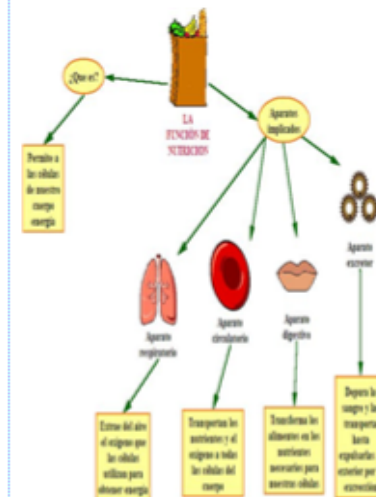 ¿Que es?
LA
FUNCIÓN DE
NUTRICIÓN
Aparatos
implicados
Permite a
las células
de nuestro
cuerpo
energía
Aparato
respiratorio
Aparato
circulatorio
Aparato
digestivo
Aparato
excretor
Extrae del aire
el oxígeno que
las células
utilizan para
obtener energía
Transportan los
nutrientes y el
oxígeno a todas
las células del
cuerpo
Transforma los
alimentos en los
nutrientes
necesarios para
nuestras células
Depura la
sangre y la
transporta
hasta
expulsarlas
exterior por